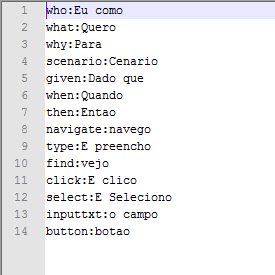 1 who:Eu como
2 what:Quero
3 why:Para
4 scenario:Cenario
5 given:Dado que
6 when:Quando
7 then:Entao
8 navigate:navego
9 type:E preencho
10 find:vejo
11 click:E clico
12 select:E Seleciono
13 inputtxt:o campo
14 button:botao